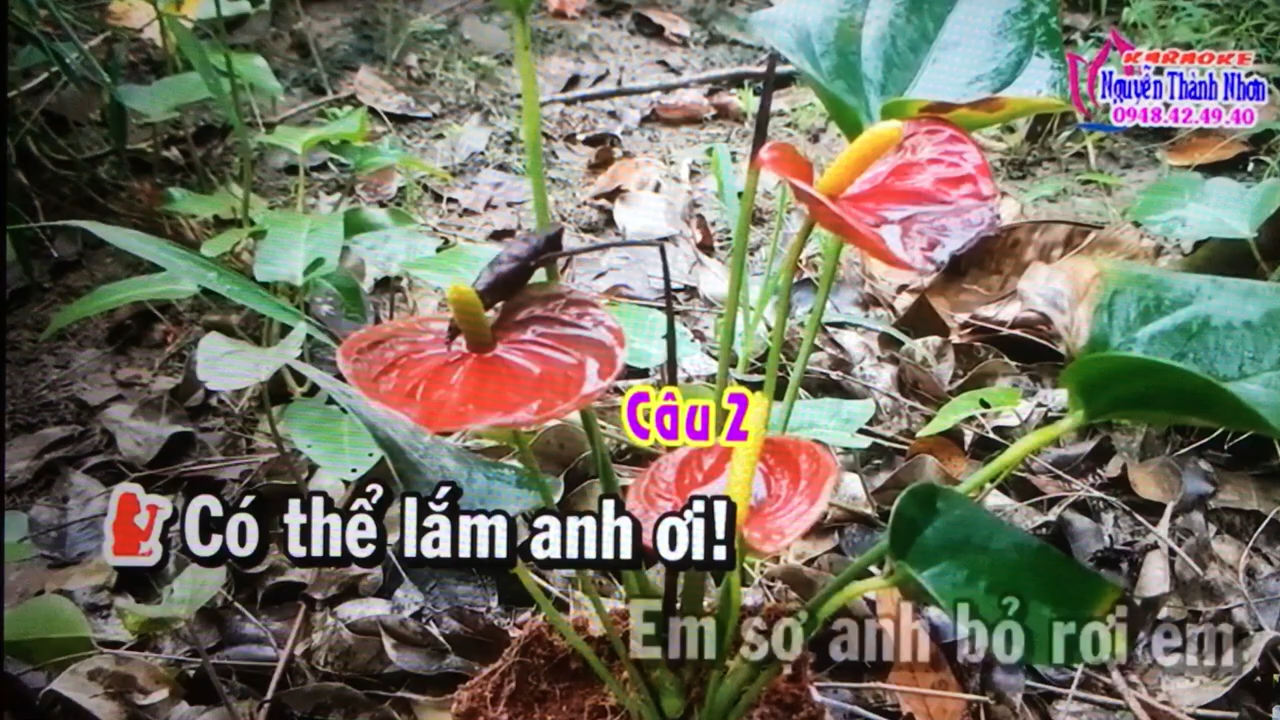 KARAOKE
Nguyễn Thành Nhơn
0948.42.49.40
Câu 2
Có thể lắm anh ơi!
Em sợ anh bỏ rơi em